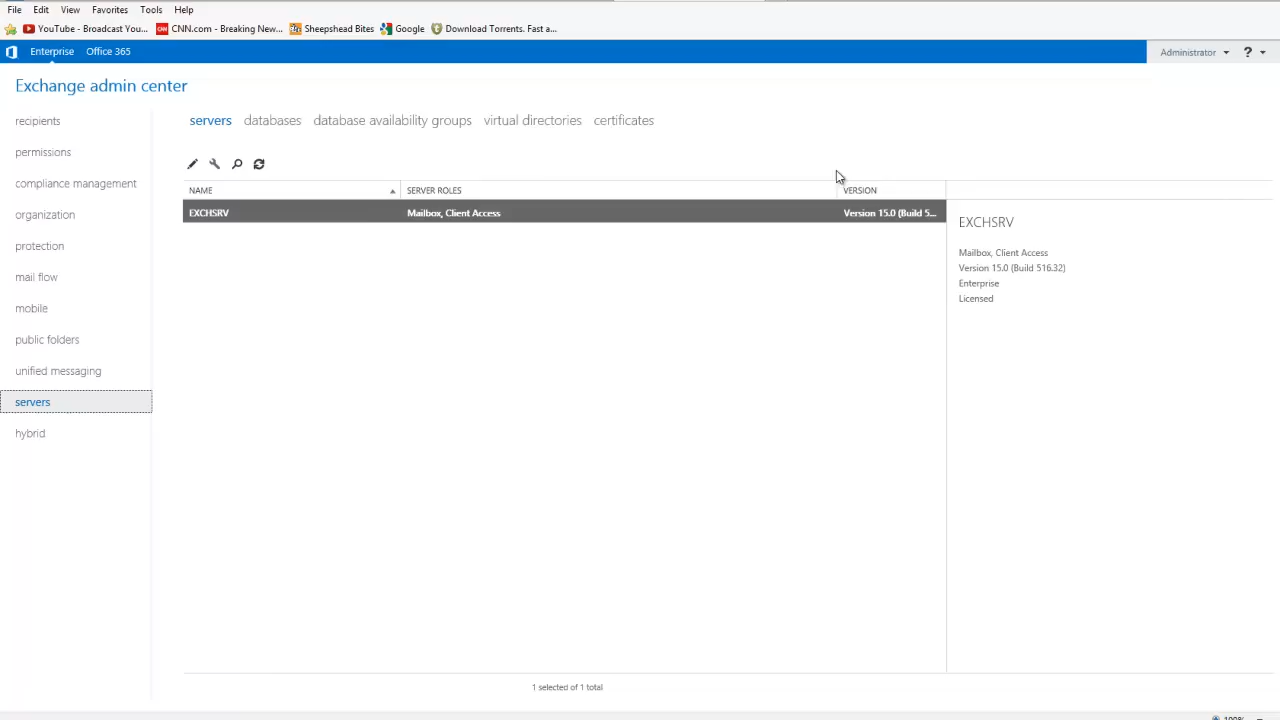 File Edit View Favorites Tools Help
YouTube - Broadcast You... CNN.com - Breaking New... Sheepshead Bites Google Download Torrents. Fast a...
Enterprise Office 365 Administrator ?
Exchange admin center
recipients
permissions
compliance management
organization
protection
mail flow
mobile
public folders
unified messaging
servers
hybrid
servers databases database availability groups virtual directories certificates
NAME SERVER ROLES VERSION
EXCHSRV Mailbox, Client Access Version 15.0 (Build 5...
EXCHSRV
Mailbox, Client Access
Version 15.0 (Build 516.32)
Enterprise
Licensed
1 selected of 1 total
100%